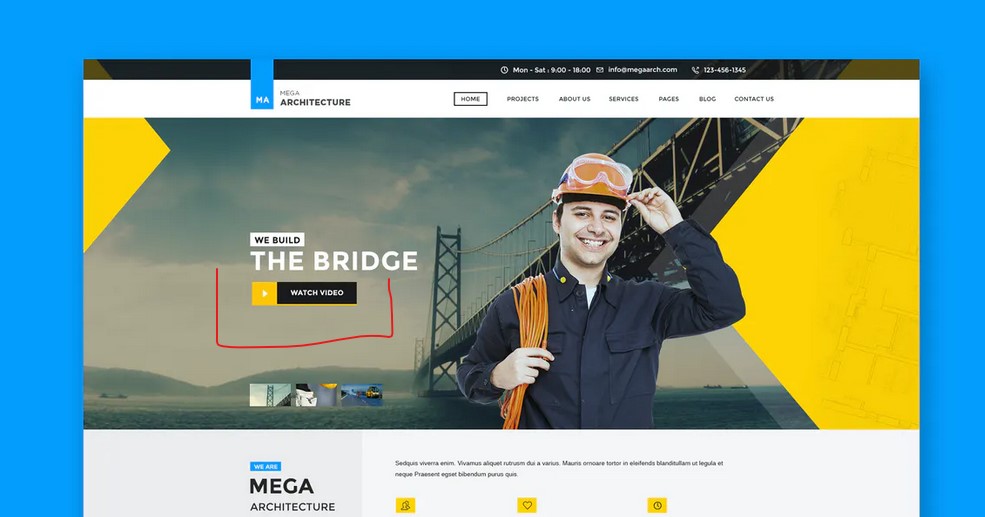 Mon - Sat : 9:00 - 18:00 info@megaarch.com 123-456-1345
MA
MEGA
ARCHITECTURE
HOME PROJECTS ABOUT US SERVICES PAGES BLOG CONTACT US
WE BUILD
THE BRIDGE
WATCH VIDEO
WE ARE
MEGA
ARCHITECTURE
Sedquis viverra enim. Vivamus aliquet rutrusm dui a varius. Mauris ornoare tortor in eleifends blanditullam ut legula et
neque Praesent egset bibendum purus quis.